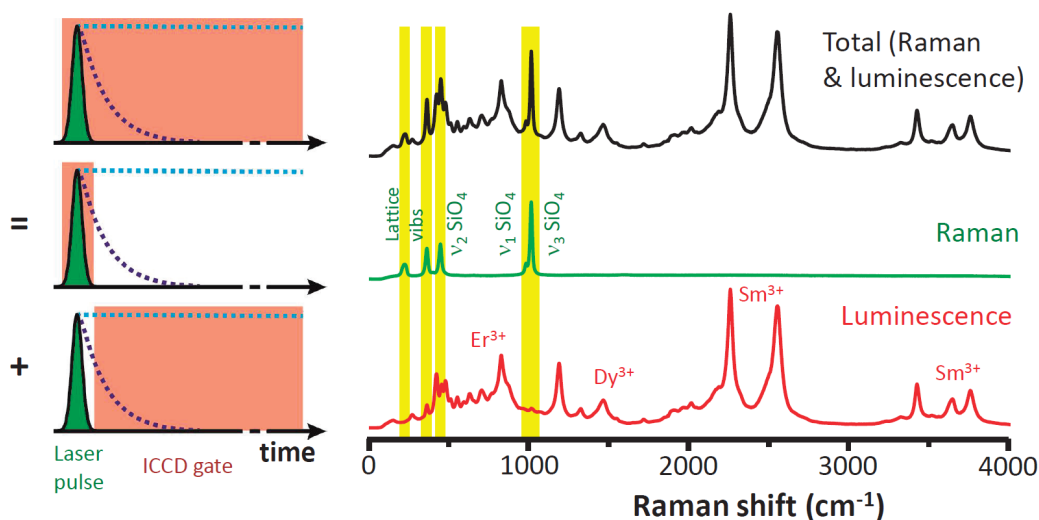 Total (Raman
& luminescence)
=
Lattice
vibs
ν₂ SiO₄
ν₁ SiO₄
ν₃ SiO₄
Raman
+
Sm³⁺
Luminescence
Er³⁺
Dy³⁺
Sm³⁺
Laser
pulse
ICCD gate
time
0 1000 2000 3000 4000
Raman shift (cm⁻¹)